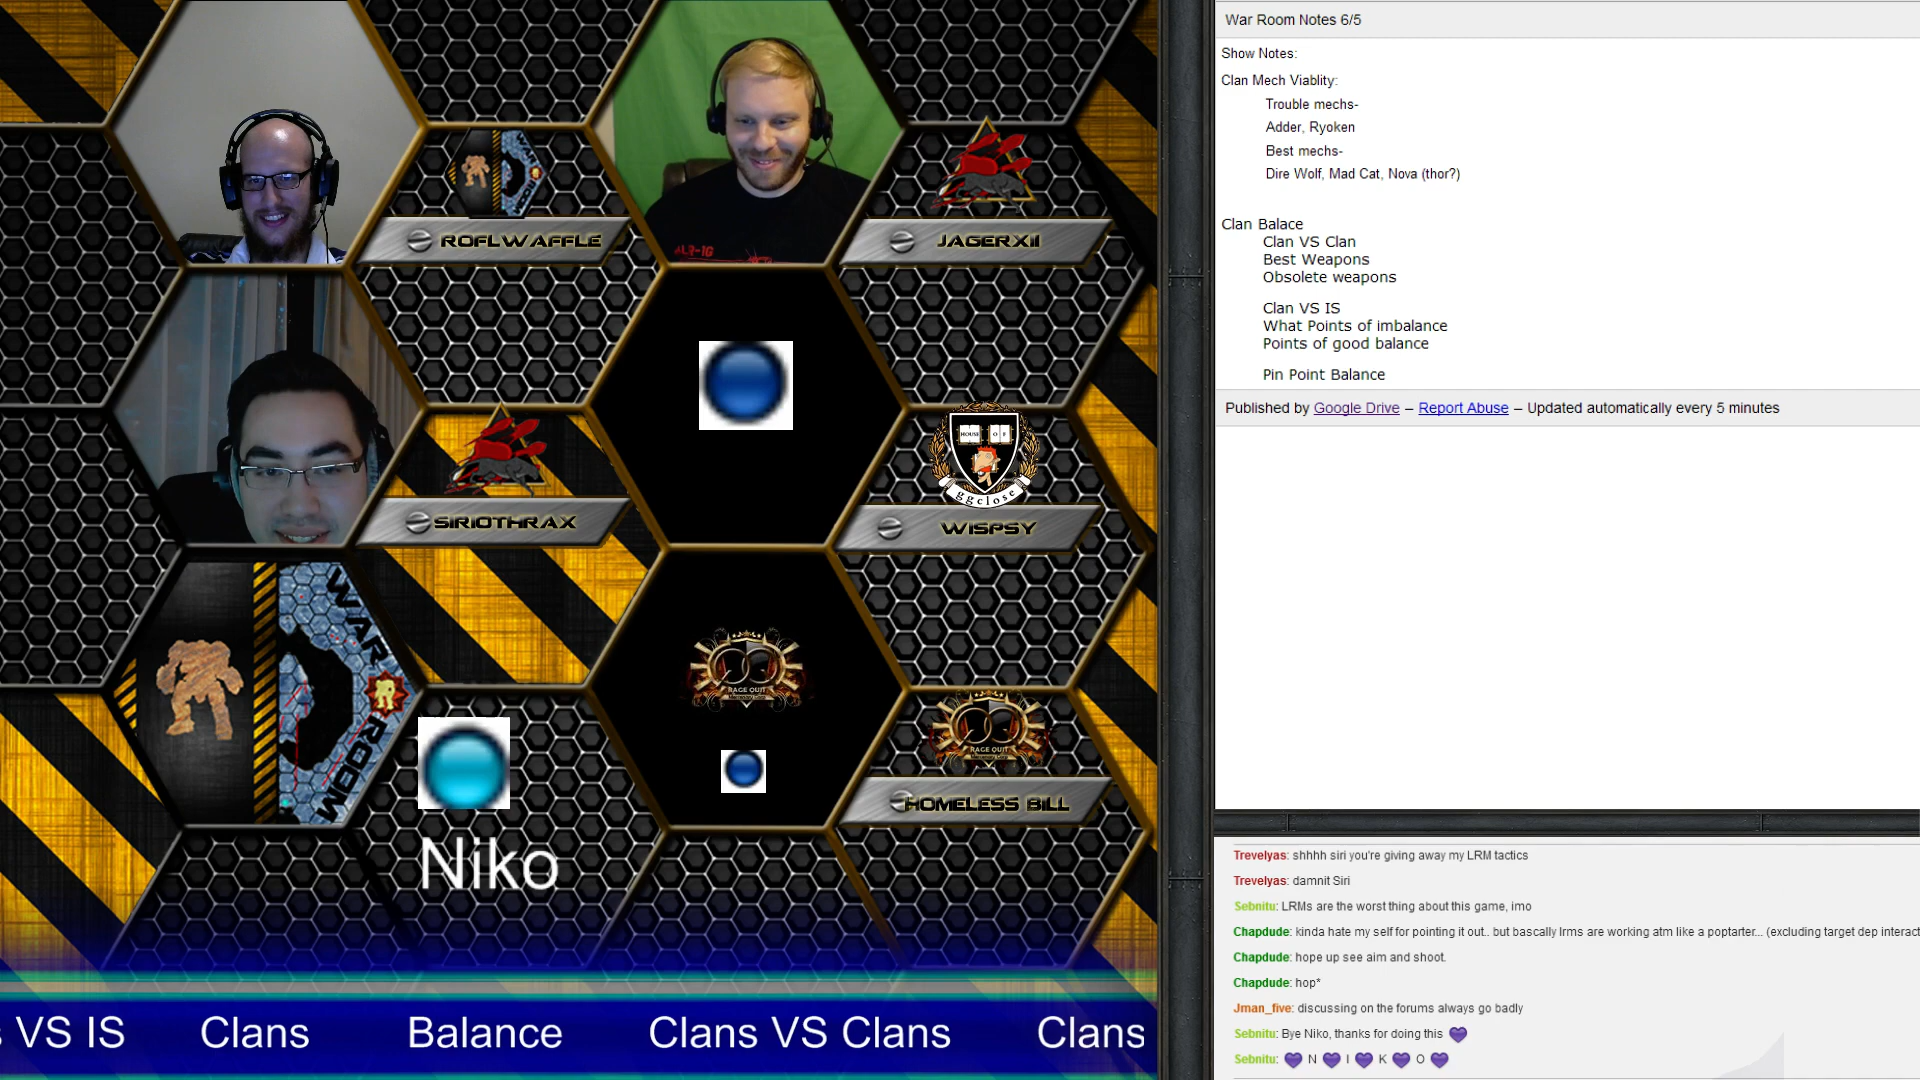 ROFLWAFFLE
JAGERXII
SIRIOTHRAX
HOUSE OF
ggclose
WISPSY
WAR ROOM
RAGE QUIT
RAGE QUIT
HOMELESS BILL
Niko
VS IS Clans Balance Clans VS Clans Clans
War Room Notes 6/5
Show Notes:
Clan Mech Viablity:
Trouble mechs-
Adder, Ryoken
Best mechs-
Dire Wolf, Mad Cat, Nova (thor?)
Clan Balace
Clan VS Clan
Best Weapons
Obsolete weapons
Clan VS IS
What Points of imbalance
Points of good balance
Pin Point Balance
Published by Google Drive – Report Abuse – Updated automatically every 5 minutes
Trevelyas: shhhh siri you're giving away my LRM tactics
Trevelyas: damnit Siri
Sebnitu: LRMs are the worst thing about this game, imo
Chapdude: kinda hate my self for pointing it out.. but bascally lrms are working atm like a poptarter... (excluding target dep interact
Chapdude: hope up see aim and shoot.
Chapdude: hop*
Jman_five: discussing on the forums always go badly
Sebnitu: Bye Niko, thanks for doing this 💜
Sebnitu: 💜 N 💜 I 💜 K 💜 O 💜